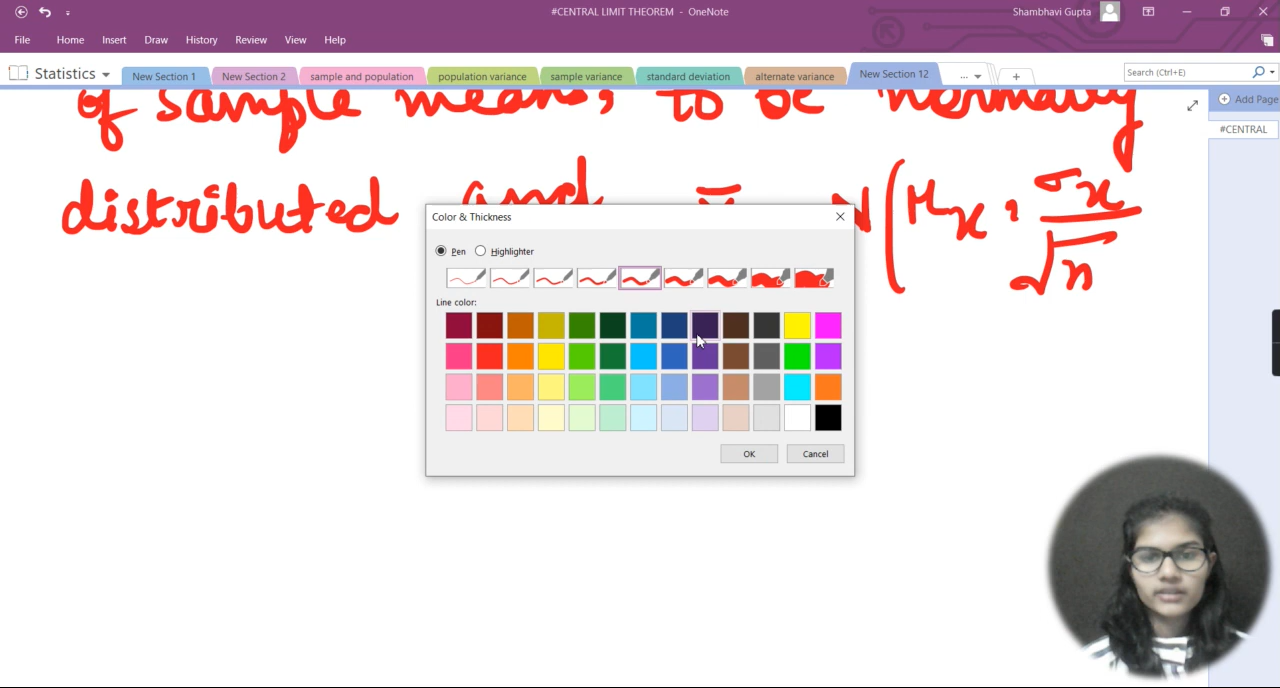 #CENTRAL LIMIT THEOREM - OneNote
Shambhavi Gupta
File Home Insert Draw History Review View Help
Statistics
New Section 1
New Section 2
sample and population
population variance
sample variance
standard deviation
alternate variance
New Section 12
...
+
Search (Ctrl+E)
Add Page
#CENTRAL
of sample means, to be normally
distributed and x̄ N(μx, σx/√n
Color & Thickness
Pen Highlighter
Line color:
OK Cancel